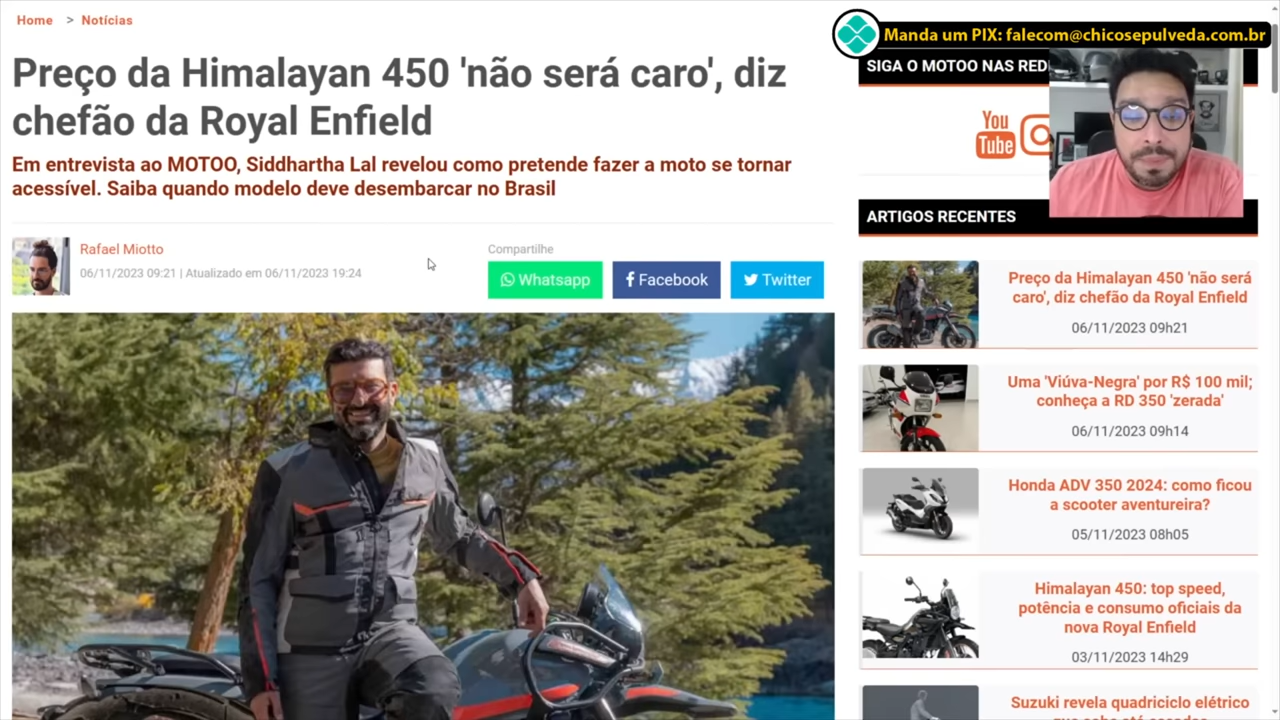 Home > Notícias
Preço da Himalayan 450 'não será caro', diz
chefão da Royal Enfield
Em entrevista ao MOTOO, Siddhartha Lal revelou como pretende fazer a moto se tornar
acessível. Saiba quando modelo deve desembarcar no Brasil
Rafael Miotto
06/11/2023 09:21 | Atualizado em 06/11/2023 19:24
Compartilhe
Whatsapp
Facebook
Twitter
Manda um PIX: falecom@chicosepulveda.com.br
SIGA O MOTOO NAS
You
Tube
ARTIGOS RECENTES
Preço da Himalayan 450 'não será
caro', diz chefão da Royal Enfield
06/11/2023 09h21
Uma 'Viúva-Negra' por R$ 100 mil;
conheça a RD 350 'zerada'
06/11/2023 09h14
Honda ADV 350 2024: como ficou
a scooter aventureira?
05/11/2023 08h05
Himalayan 450: top speed,
potência e consumo oficiais da
nova Royal Enfield
03/11/2023 14h29
Suzuki revela quadriciclo elétrico